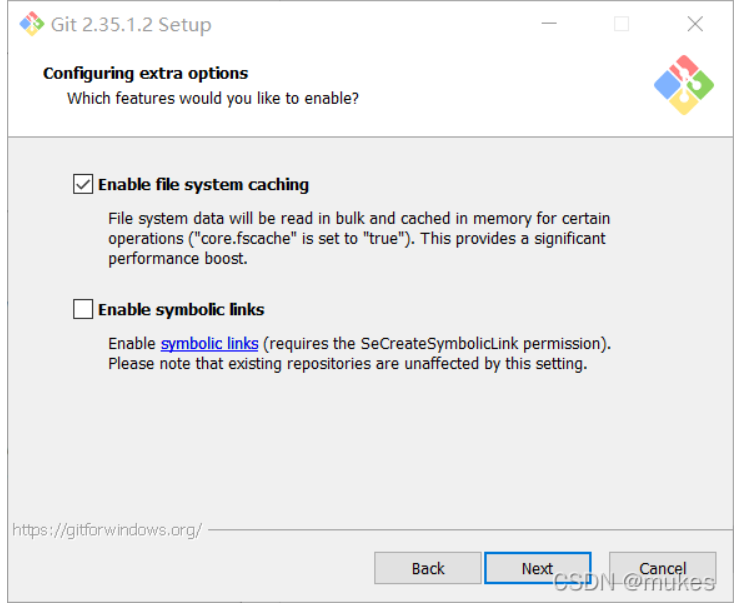 Git 2.35.1.2 Setup
Configuring extra options
Which features would you like to enable?
Enable file system caching
File system data will be read in bulk and cached in memory for certain
operations ("core.fscache" is set to "true"). This provides a significant
performance boost.
Enable symbolic links
Enable symbolic links (requires the SeCreateSymbolicLink permission).
Please note that existing repositories are unaffected by this setting.
https://gitforwindows.org/
Back Next Cancel
CSDN @mukes